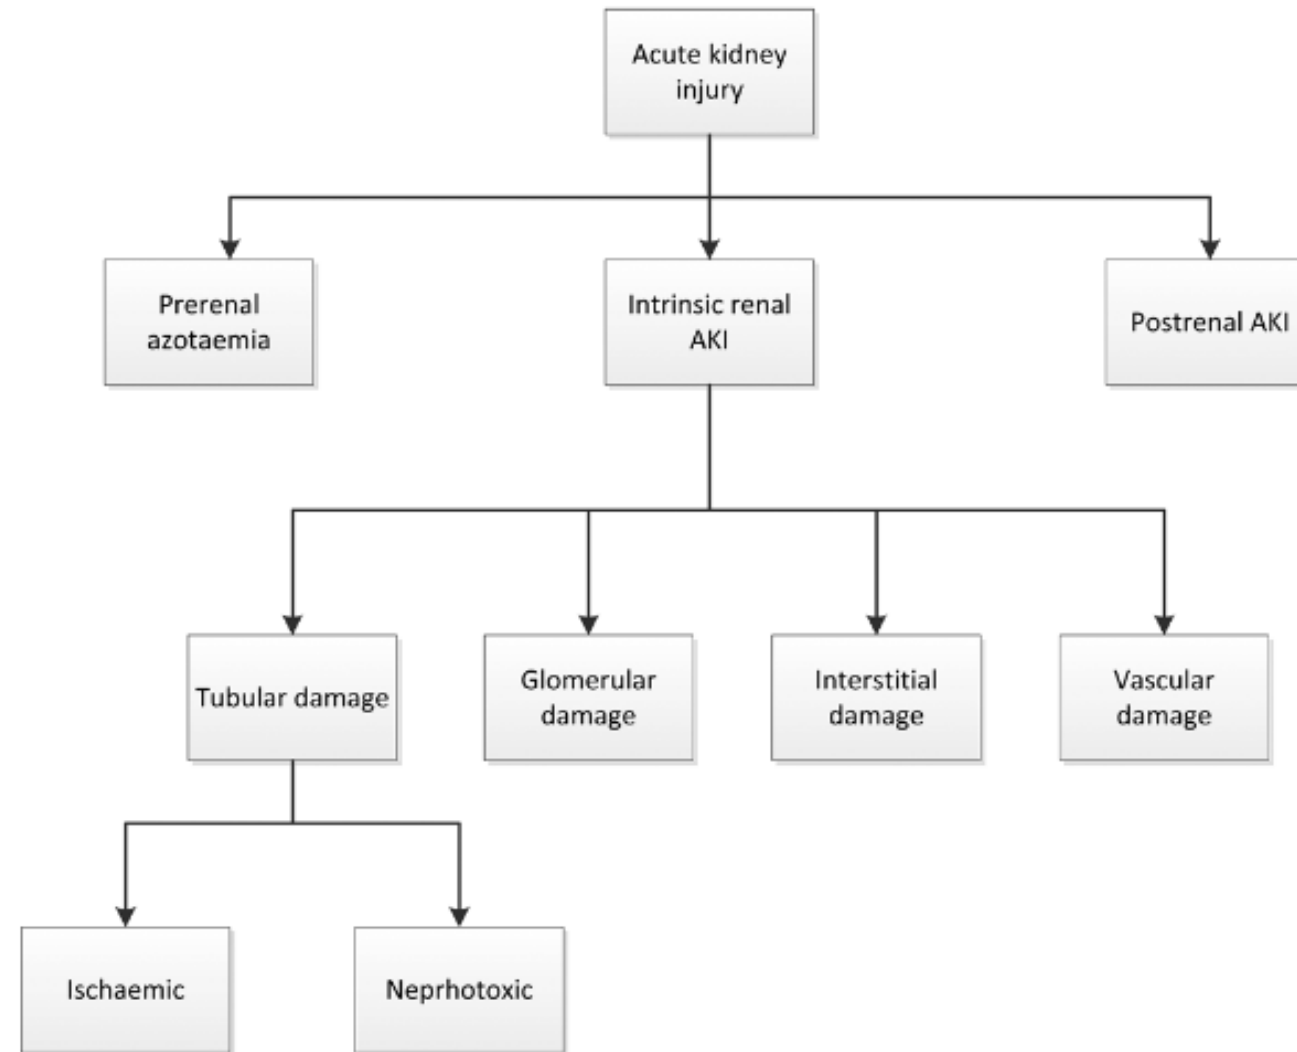 Acute kidney
injury
Prerenal
azotaemia
Intrinsic renal
AKI
Postrenal AKI
Tubular damage
Glomerular
damage
Interstitial
damage
Vascular
damage
Ischaemic
Neprhotoxic